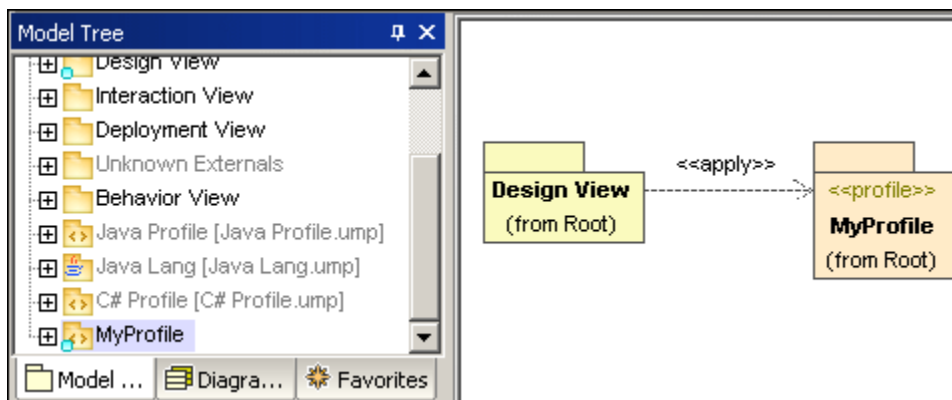 Model Tree
Design View
Interaction View
Deployment View
Unknown Externals
Behavior View
Java Profile [Java Profile.ump]
Java Lang [Java Lang.ump]
C# Profile [C# Profile.ump]
MyProfile
Model ...
Diagra...
Favorites
<<apply>>
Design View
(from Root)
<<profile>>
MyProfile
(from Root)